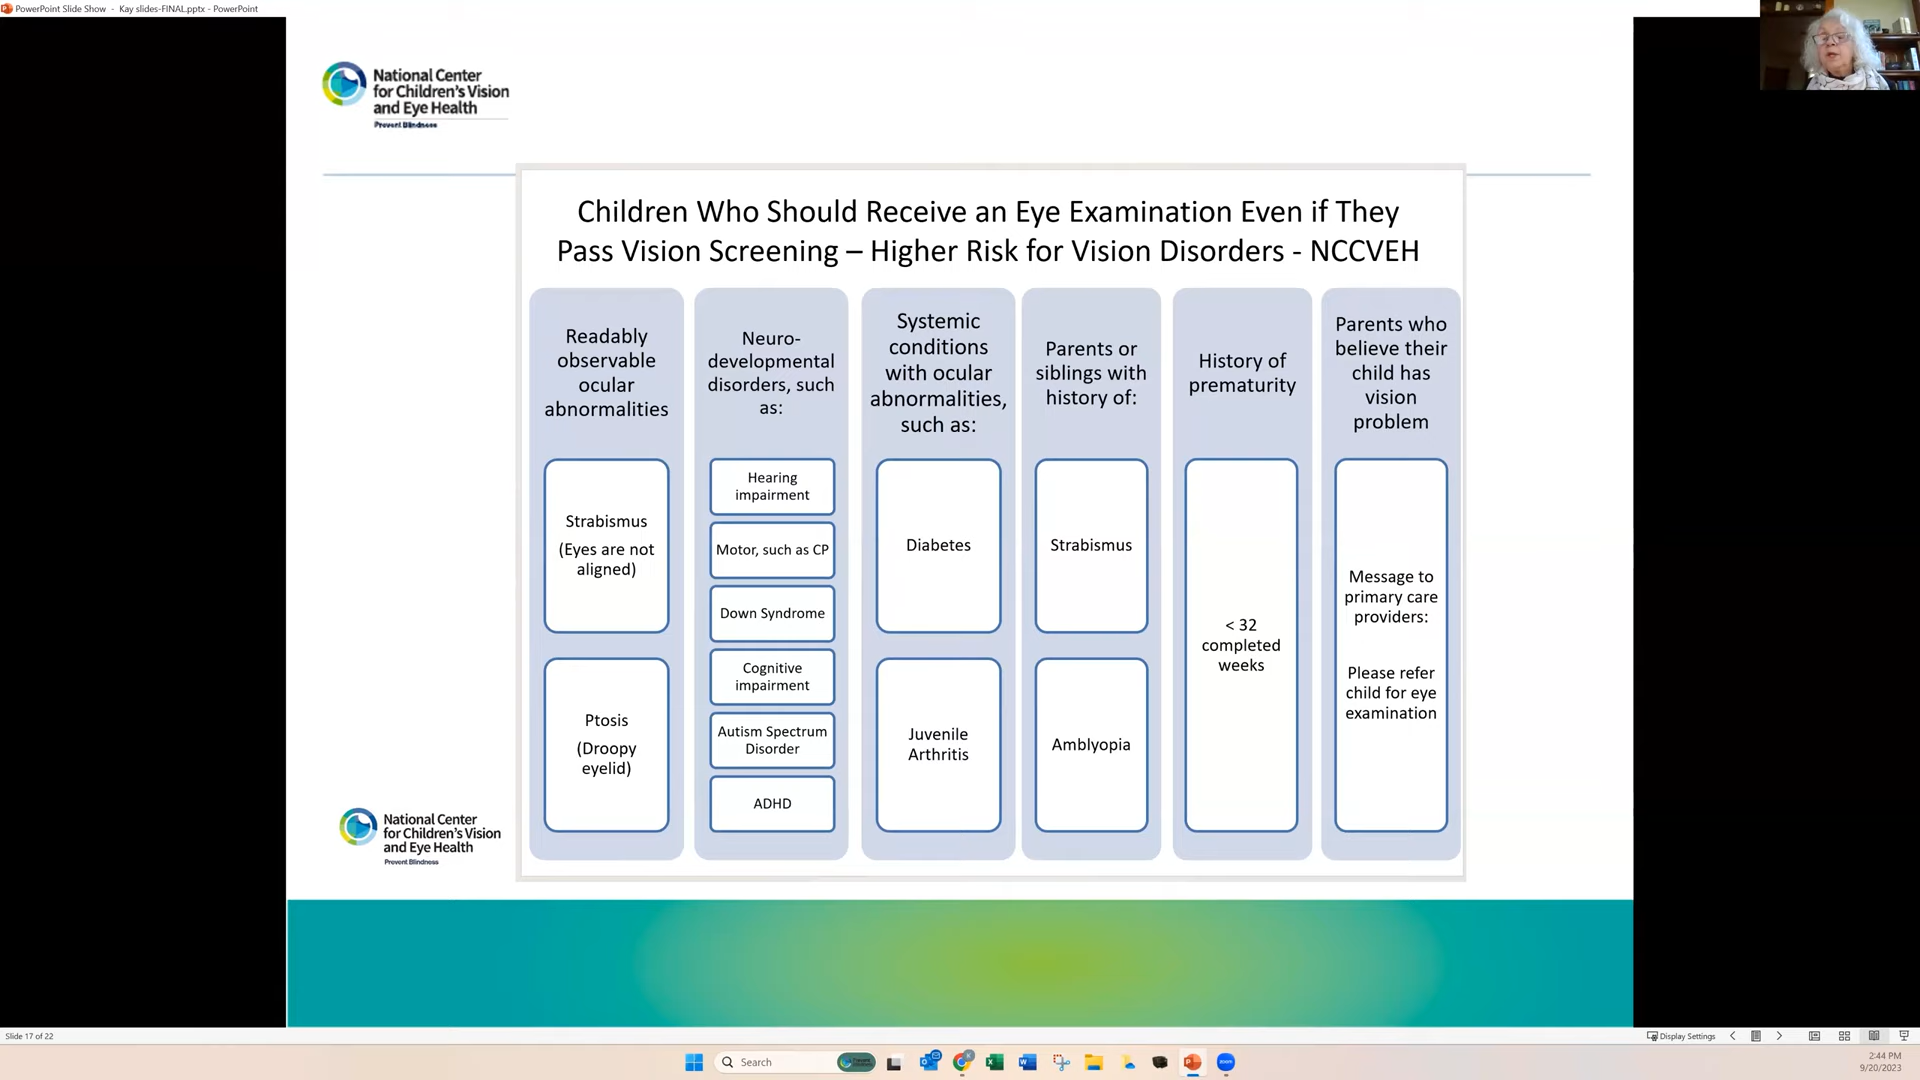 PowerPoint Slide Show - Kay slides-FINAL.pptx - PowerPoint
National Center
for Children's Vision
and Eye Health
Prevent Blindness
Children Who Should Receive an Eye Examination Even if They
Pass Vision Screening – Higher Risk for Vision Disorders - NCCVEH
Readably
observable
ocular
abnormalities
Strabismus
(Eyes are not
aligned)
Ptosis
(Droopy
eyelid)
Neuro-
developmental
disorders, such
as:
Hearing
impairment
Motor, such as CP
Down Syndrome
Cognitive
impairment
Autism Spectrum
Disorder
ADHD
Systemic
conditions
with ocular
abnormalities,
such as:
Diabetes
Juvenile
Arthritis
Parents or
siblings with
history of:
Strabismus
Amblyopia
History of
prematurity
< 32
completed
weeks
Parents who
believe their
child has
vision
problem
Message to
primary care
providers:
Please refer
child for eye
examination
National Center
for Children's Vision
and Eye Health
Prevent Blindness
Slide 17 of 22
Display Settings
Search
zoom
2:44 PM
9/20/2023